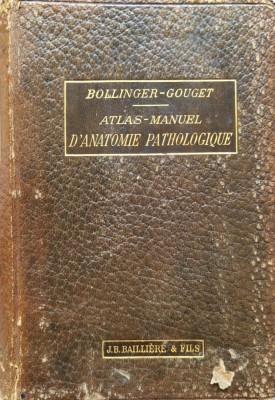 BOLLINGER-GOUGET
ATLAS-MANUEL
D'ANATOMIE PATHOLOGIQUE
J.B. BAILLIÈRE & FILS